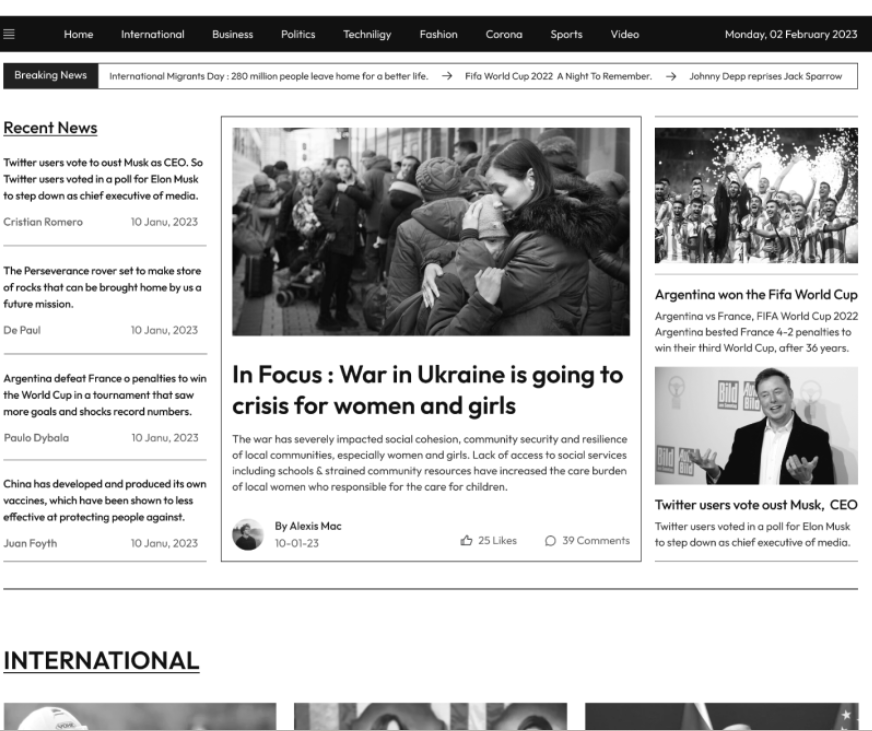 Home International Business Politics Techniligy Fashion Corona Sports Video Monday, 02 February 2023
Breaking News International Migrants Day : 280 million people leave home for a better life. → Fifa World Cup 2022 A Night To Remember. → Johnny Depp reprises Jack Sparrow
Recent News
Twitter users vote to oust Musk as CEO. So
Twitter users voted in a poll for Elon Musk
to step down as chief executive of media.
Cristian Romero 10 Janu, 2023
The Perseverance rover set to make store
of rocks that can be brought home by us a
future mission.
De Paul 10 Janu, 2023
Argentina defeat France o penalties to win
the World Cup in a tournament that saw
more goals and shocks record numbers.
Paulo Dybala 10 Janu, 2023
China has developed and produced its own
vaccines, which have been shown to less
effective at protecting people against.
Juan Foyth 10 Janu, 2023
In Focus : War in Ukraine is going to
crisis for women and girls
The war has severely impacted social cohesion, community security and resilience
of local communities, especially women and girls. Lack of access to social services
including schools & strained community resources have increased the care burden
of local women who responsible for the care for children.
By Alexis Mac
10-01-23 25 Likes 39 Comments
Argentina won the Fifa World Cup
Argentina vs France, FIFA World Cup 2022
Argentina bested France 4-2 penalties to
win their third World Cup, after 36 years.
Bild
Bild
Bild
Twitter users vote oust Musk, CEO
Twitter users voted in a poll for Elon Musk
to step down as chief executive of media.
INTERNATIONAL